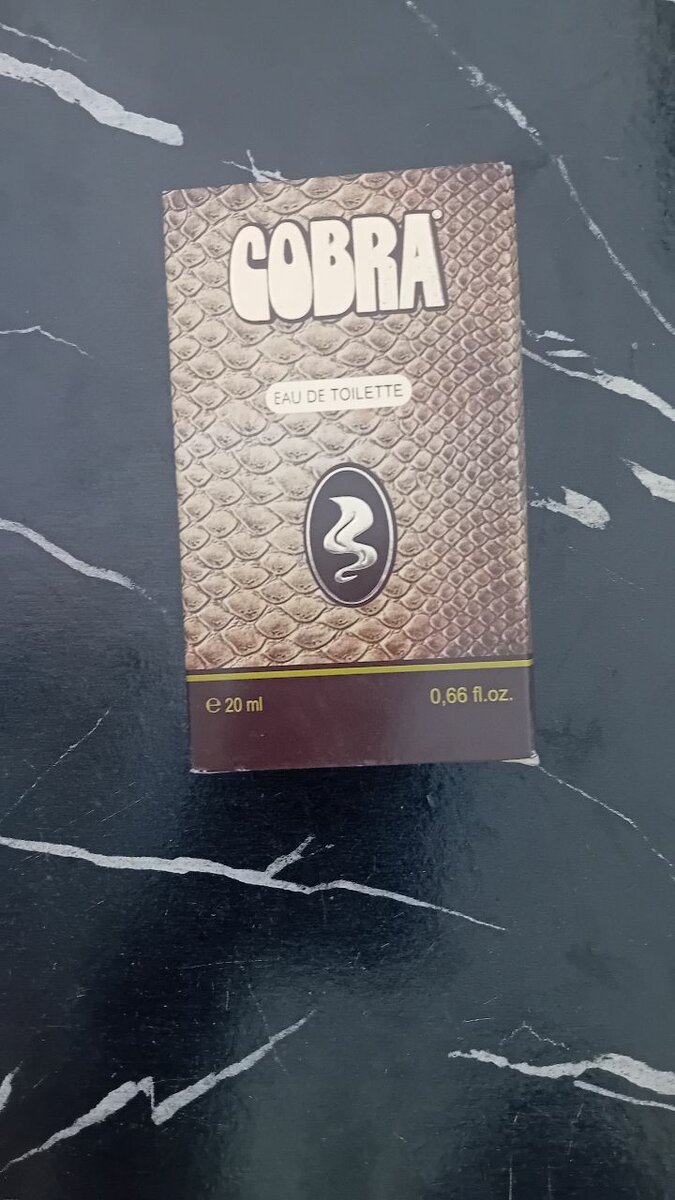 COBRA®
EAU DE TOILETTE
℮ 20 ml
0,66 fl.oz.